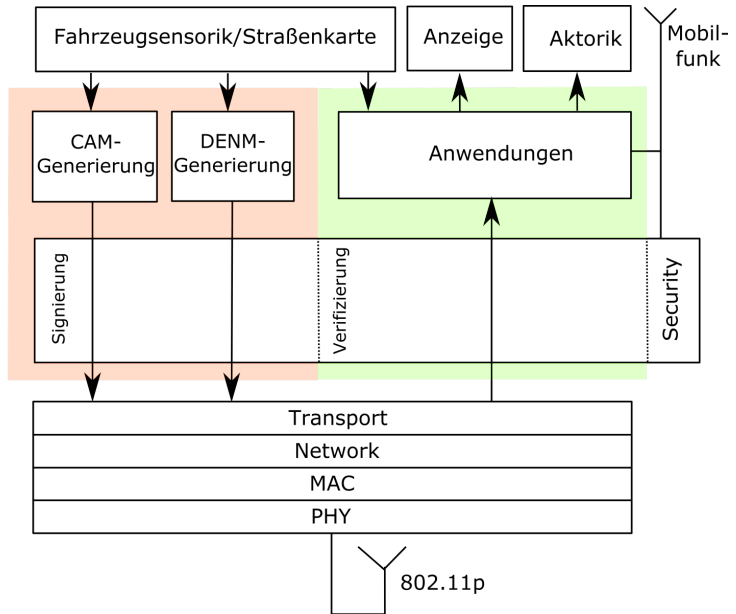 Fahrzeugsensorik/Straßenkarte
Anzeige
Aktorik
Mobil-
funk
CAM-
Generierung
DENM-
Generierung
Anwendungen
Signierung
Verifizierung
Security
Transport
Network
MAC
PHY
802.11p